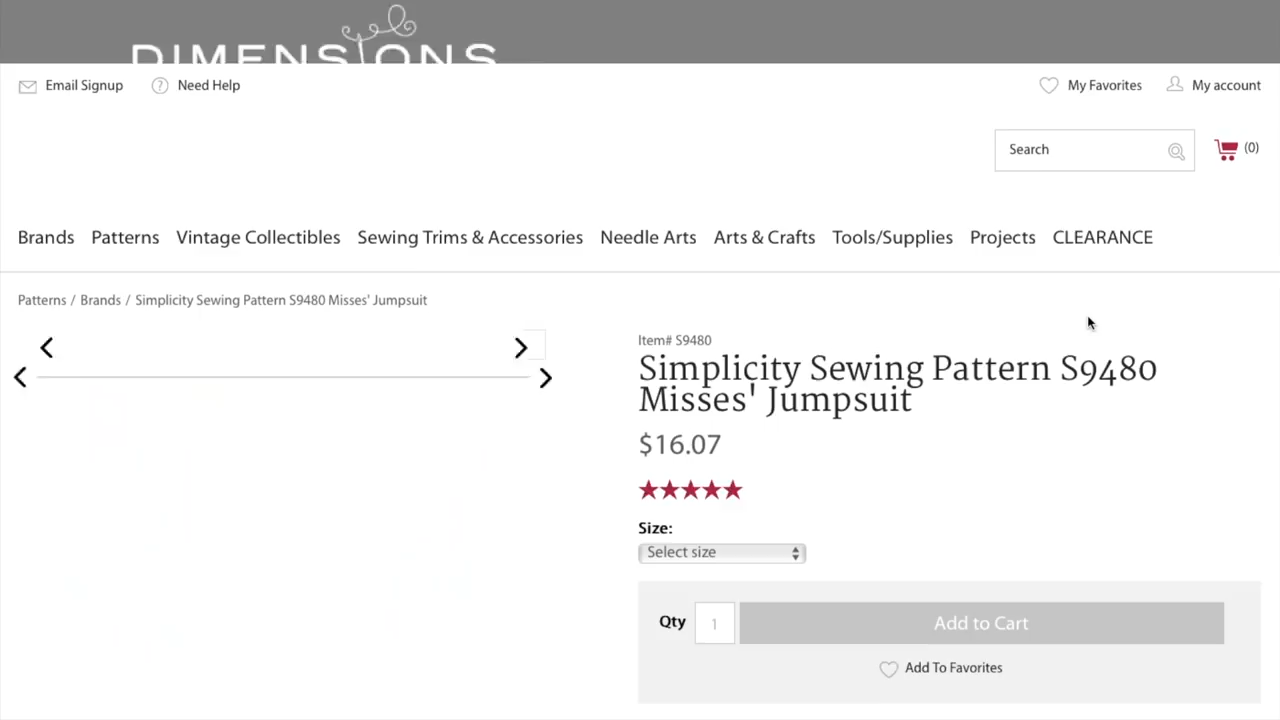 DIMENSIONS
Email Signup
Need Help
My Favorites
My account
Search
(0)
Brands Patterns Vintage Collectibles Sewing Trims & Accessories Needle Arts Arts & Crafts Tools/Supplies Projects CLEARANCE
Patterns / Brands / Simplicity Sewing Pattern S9480 Misses' Jumpsuit
Item# S9480
Simplicity Sewing Pattern S9480
Misses' Jumpsuit
$16.07
Size:
Select size
Qty 1 Add to Cart
Add To Favorites